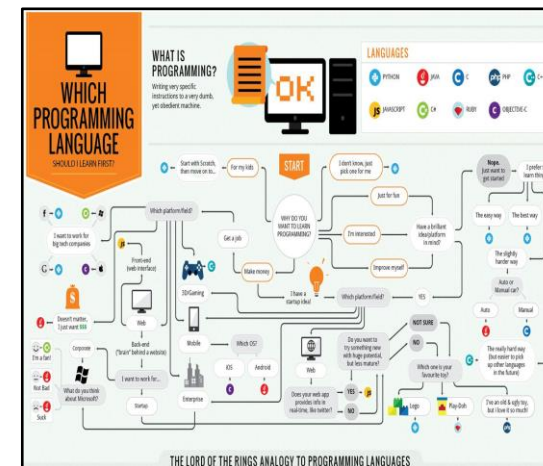 WHICH
PROGRAMMING
LANGUAGE
SHOULD I LEARN FIRST?
WHAT IS
PROGRAMMING?
Writing very specific
instructions to a very dumb,
yet obedient machine.
OK
LANGUAGES
PYTHON
JAVA
C
php PHP
C+
JS JAVASCRIPT
C#
RUBY
OBJECTIVE-C
START
Start with Scratch,
then move on to...
For my kids
I don't know, just
pick one for me
Nope.
Just want to
get started
I prefer
learn they
WHY DO YOU
WANT TO LEARN
PROGRAMMING?
Just for fun
I'm interested
Improve myself
Have a brilliant
idea/platform
in mind?
The easy way
The best way
The slightly
harder way
Auto or
Manual car?
Auto
Manual
The really hard way
(but easier to
pick up other
languages
in the future)
Which platform/field?
Get a job
Make money
I want to work for
big tech companies
Front-end
(web interface)
JS
Web
Back-end
("brain" behind a website)
Doesn't matter,
I just want
3D/Gaming
Mobile
Which OS?
iOS
Android
Enterprise
I have a
startup idea!
Which platform/field?
YES
Web
Does your web app
provides info in
real-time, like twitter?
Do you want to
try something new
with huge potential,
but less mature?
YES
JS
NO
NOT SURE
NO
Which one is your
favourite toy?
Lego
Play-Doh
I've an old & ugly toy,
but i love it so much!
I want to work for...
Corporate
Startup
What do you think
about Microsoft?
I'm a fan!
Not Bad
Suck
THE LORD OF THE RINGS ANALOGY TO PROGRAMMING LANGUAGES